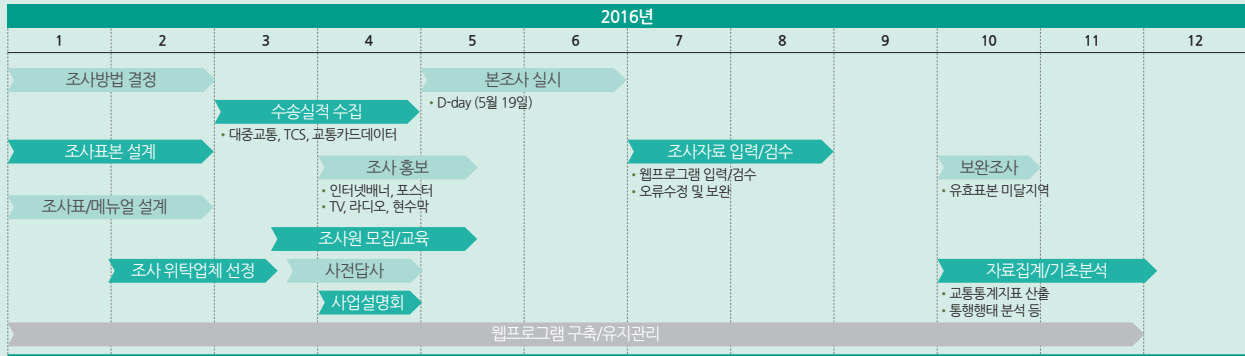 2016년
1 2 3 4 5 6 7 8 9 10 11 12
조사방법 결정
본조사 실시
• D-day (5월 19일)
수송실적 수집
• 대중교통, TCS, 교통카드데이터
조사표본 설계
조사자료 입력/검수
• 웹프로그램 입력/검수
• 오류수정 및 보완
조사 홍보
• 인터넷배너, 포스터
• TV, 라디오, 현수막
보완조사
• 유효표본 미달지역
조사표/메뉴얼 설계
조사원 모집/교육
조사 위탁업체 선정
사전답사
자료집계/기초분석
• 교통통계지표 산출
• 통행행태 분석 등
사업설명회
웹프로그램 구축/유지관리